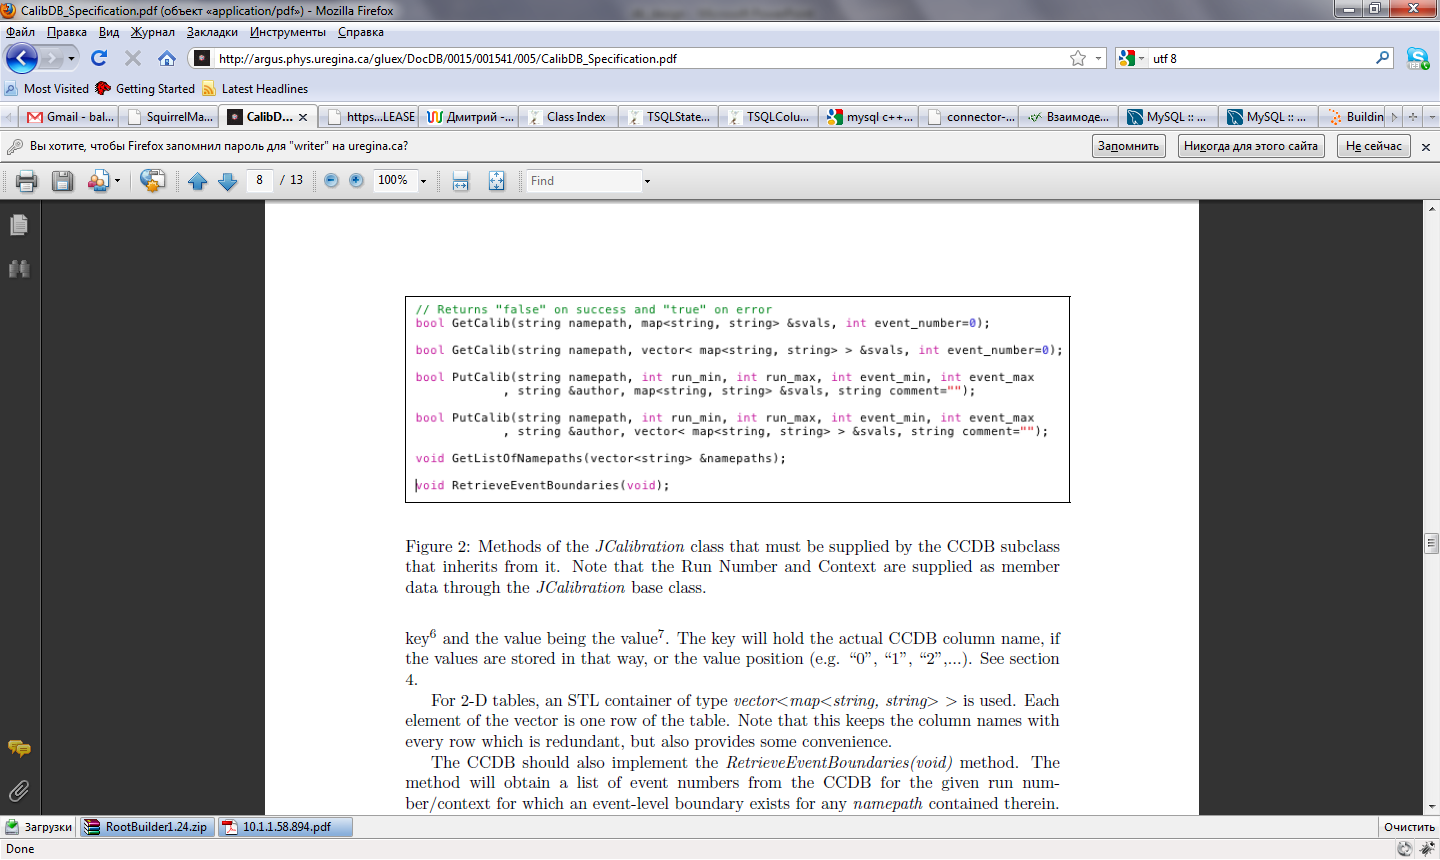 CalibDB_Specification.pdf (объект «application/pdf») - Mozilla Firefox
Файл Правка Вид Журнал Закладки Инструменты Справка
http://argus.phys.uregina.ca/gluex/DocDB/0015/001541/005/CalibDB_Specification.pdf utf 8
Most Visited Getting Started Latest Headlines
Gmail - bal... SquirrelMa... CalibD... https...LEASE Дмитрий -... Class Index TSQLState... TSQLColu... mysql c++... connector-... Взаимоде... MySQL :: ... MySQL :: ... Buildin
Вы хотите, чтобы Firefox запомнил пароль для "writer" на uregina.ca? Запомнить Никогда для этого сайта Не сейчас
8 / 13 100% Find
// Returns "false" on success and "true" on error
bool GetCalib(string namepath, map<string, string> &svals, int event_number=0);
bool GetCalib(string namepath, vector< map<string, string> > &svals, int event_number=0);
bool PutCalib(string namepath, int run_min, int run_max, int event_min, int event_max
, string &author, map<string, string> &svals, string comment="");
bool PutCalib(string namepath, int run_min, int run_max, int event_min, int event_max
, string &author, vector< map<string, string> > &svals, string comment="");
void GetListOfNamepaths(vector<string> &namepaths);
void RetrieveEventBoundaries(void);
Figure 2: Methods of the JCalibration class that must be supplied by the CCDB subclass
that inherits from it. Note that the Run Number and Context are supplied as member
data through the JCalibration base class.
key6 and the value being the value7. The key will hold the actual CCDB column name, if
the values are stored in that way, or the value position (e.g. “0”, “1”, “2”,...). See section
4.
For 2-D tables, an STL container of type vector<map<string, string> > is used. Each
element of the vector is one row of the table. Note that this keeps the column names with
every row which is redundant, but also provides some convenience.
The CCDB should also implement the RetrieveEventBoundaries(void) method. The
method will obtain a list of event numbers from the CCDB for the given run num-
ber/context for which an event-level boundary exists for any namepath contained therein.
Загрузки RootBuilder1.24.zip 10.1.1.58.894.pdf Очистить
Done